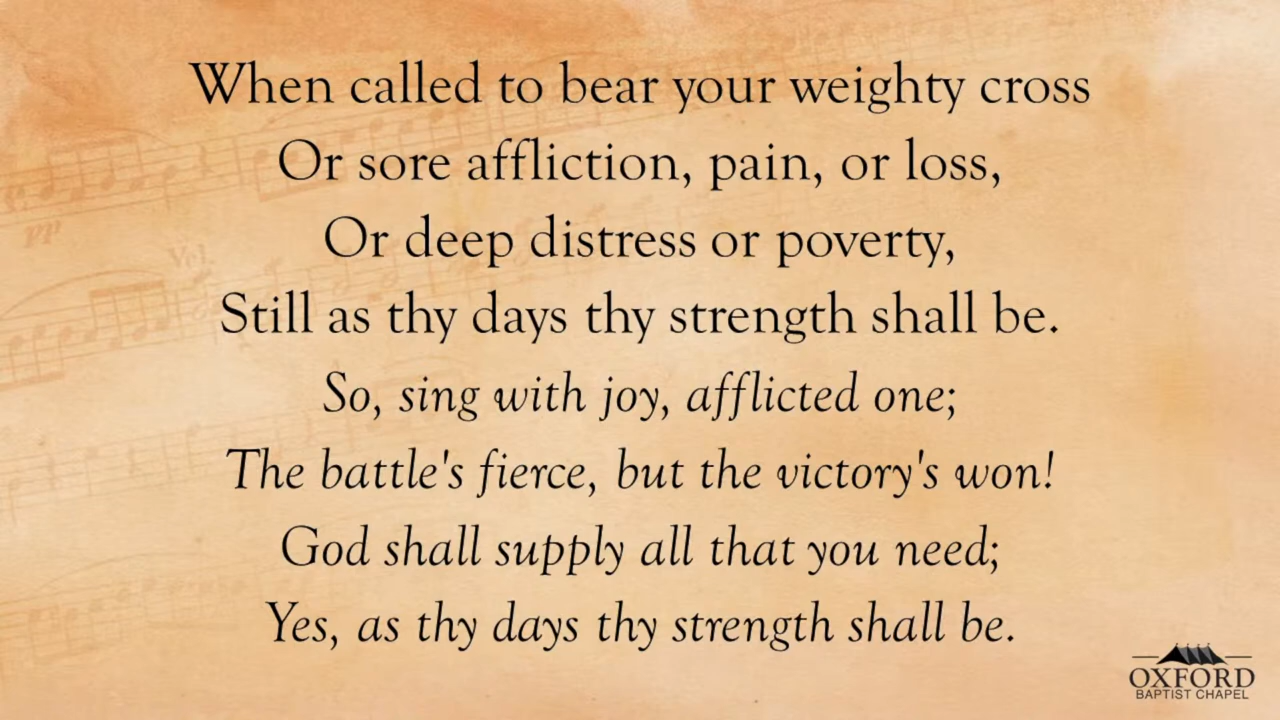 When called to bear your weighty cross
Or sore affliction, pain, or loss,
Or deep distress or poverty,
Still as thy days thy strength shall be.
So, sing with joy, afflicted one;
The battle's fierce, but the victory's won!
God shall supply all that you need;
Yes, as thy days thy strength shall be.
pp
Vcl.
OXFORD
BAPTIST CHAPEL